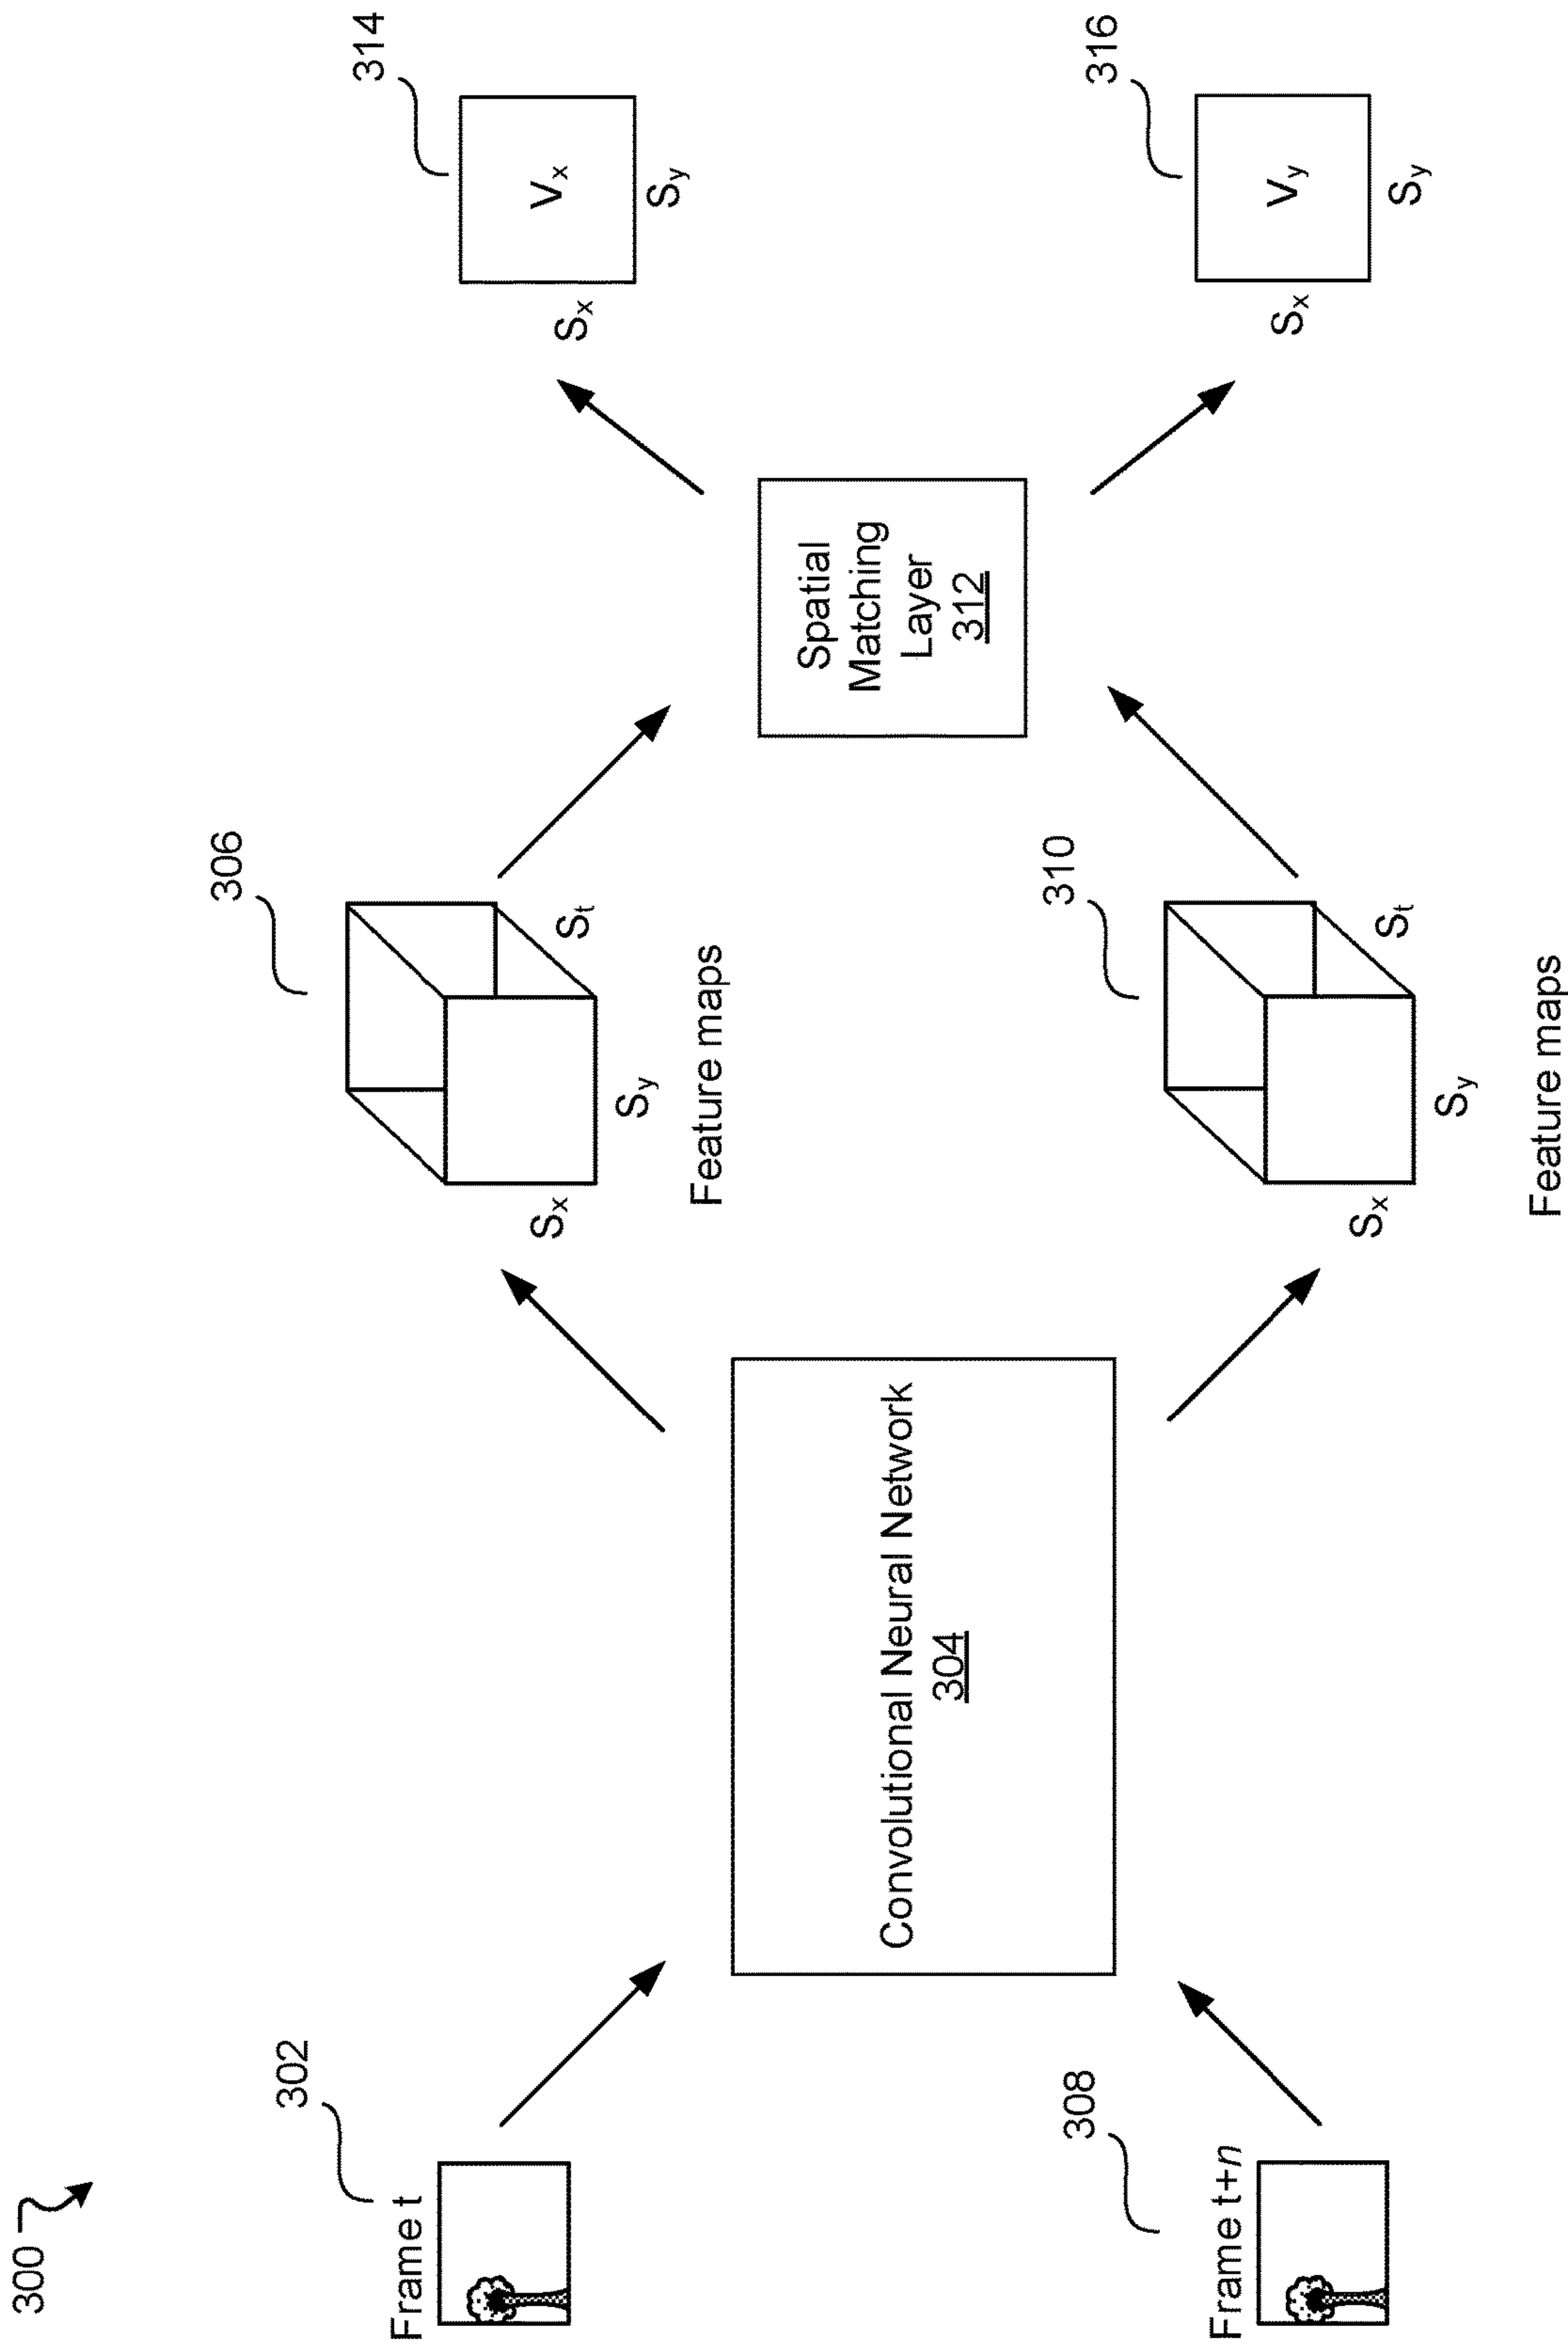 300
302
Frame t
308
Frame t+n
Convolutional Neural Network
304
306
Sx
Sy
St
Feature maps
310
Sx
Sy
St
Feature maps
Spatial
Matching
Layer
312
314
Vx
Sx
Sy
316
Vy
Sx
Sy